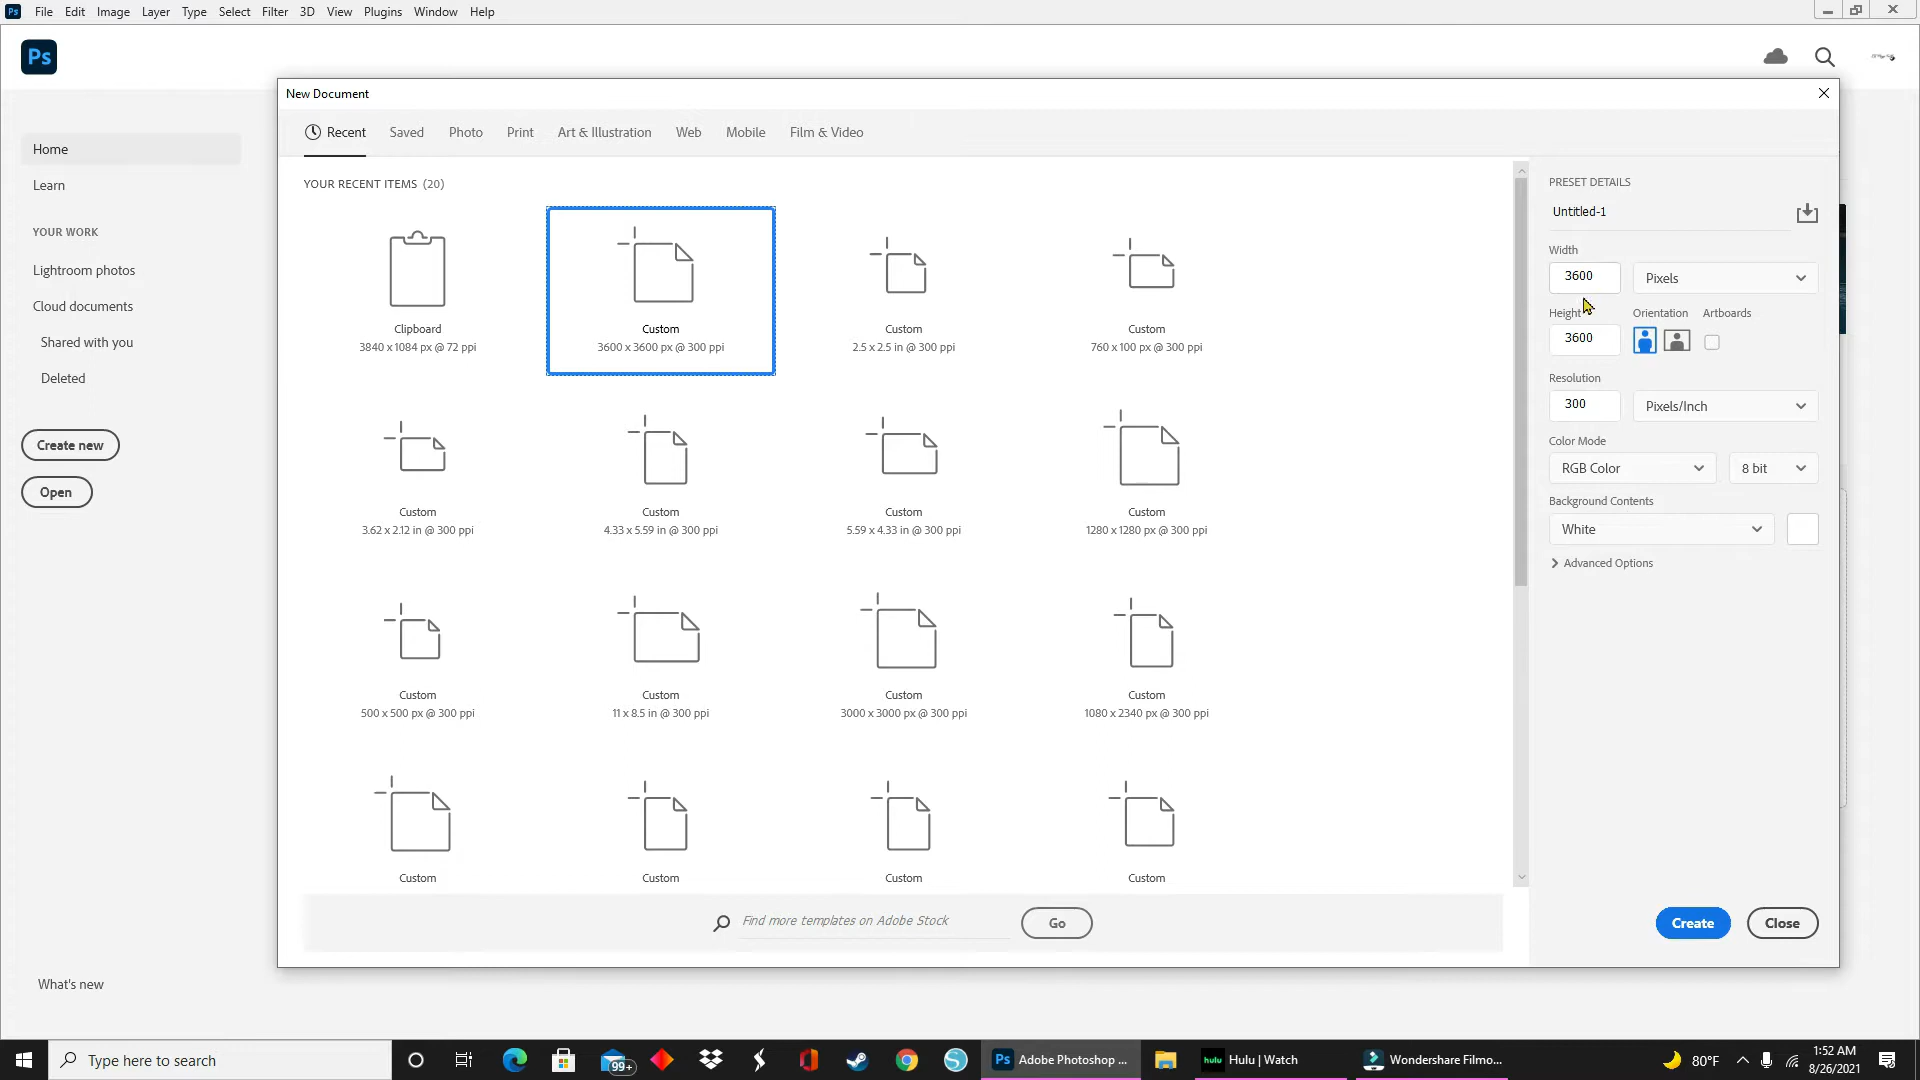 Ps File Edit Image Layer Type Select Filter 3D View Plugins Window Help
Ps
New Document
Recent Saved Photo Print Art & Illustration Web Mobile Film & Video
Home
Learn
YOUR WORK
Lightroom photos
Cloud documents
Shared with you
Deleted
Create new
Open
What's new
YOUR RECENT ITEMS (20)
Clipboard
3840 x 1084 px @ 72 ppi
Custom
3600 x 3600 px @ 300 ppi
Custom
2.5 x 2.5 in @ 300 ppi
Custom
760 x 100 px @ 300 ppi
Custom
3.62 x 2.12 in @ 300 ppi
Custom
4.33 x 5.59 in @ 300 ppi
Custom
5.59 x 4.33 in @ 300 ppi
Custom
1280 x 1280 px @ 300 ppi
Custom
500 x 500 px @ 300 ppi
Custom
11 x 8.5 in @ 300 ppi
Custom
3000 x 3000 px @ 300 ppi
Custom
1080 x 2340 px @ 300 ppi
Custom
Custom
Custom
Custom
Find more templates on Adobe Stock
Go
PRESET DETAILS
Untitled-1
Width
3600 Pixels
Height Orientation Artboards
3600
Resolution
300 Pixels/Inch
Color Mode
RGB Color 8 bit
Background Contents
White
Advanced Options
Create Close
Type here to search
99+
Ps Adobe Photoshop ...
hulu Hulu | Watch
Wondershare Filmo...
80°F
1:52 AM
8/26/2021